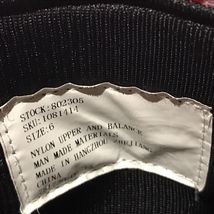 STOCK:802305
SKU:1081414
SIZE:6
NYLON UPPER AND BALANCE
MAN MADE MATERIALS
MADE IN HANGZHOU ZHEJIANG
CHINA